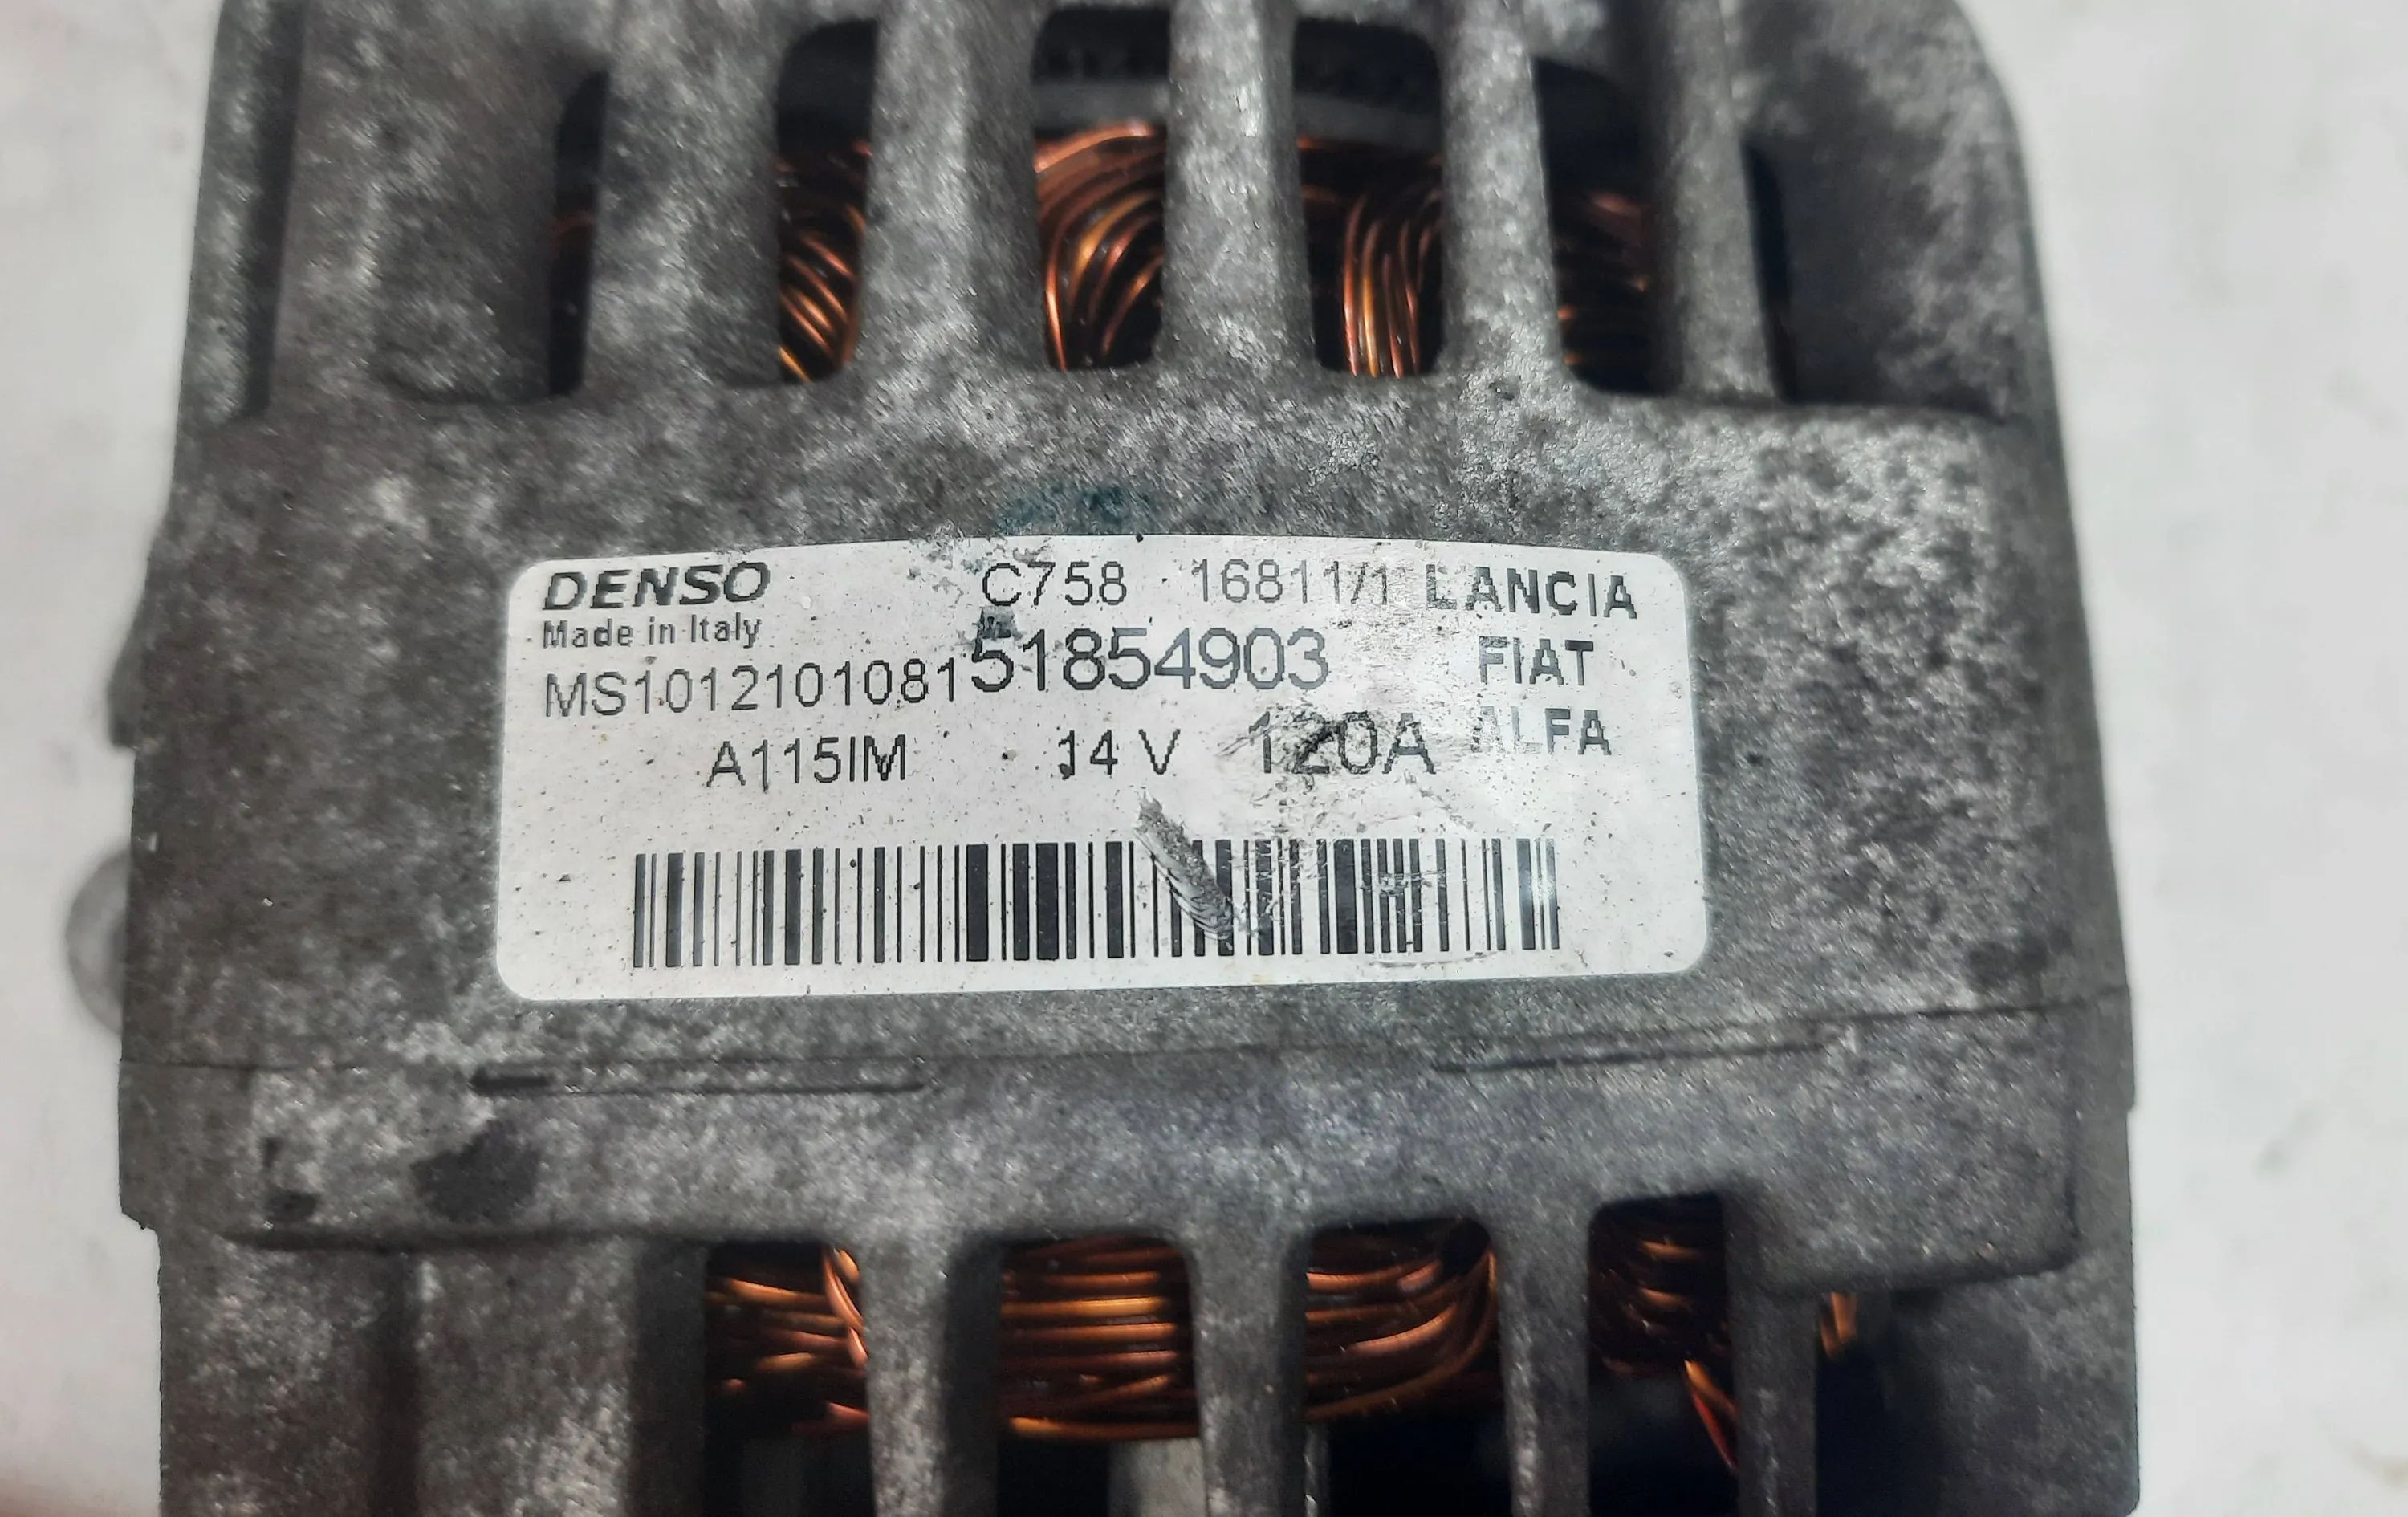 DENSO C758 16811/1 LANCIA
Made in Italy
MS1012101081 51854903 FIAT
A115IM 14 V 120A ALFA